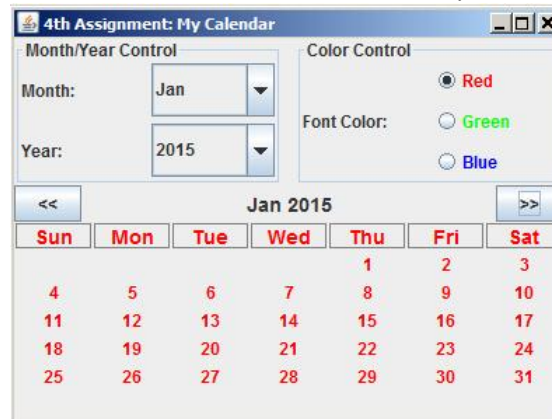 4th Assignment: My Calendar
Month/Year Control
Color Control
Month: Jan
Year: 2015
Font Color:
Red
Green
Blue
<< Jan 2015 >>
Sun Mon Tue Wed Thu Fri Sat
1 2 3
4 5 6 7 8 9 10
11 12 13 14 15 16 17
18 19 20 21 22 23 24
25 26 27 28 29 30 31